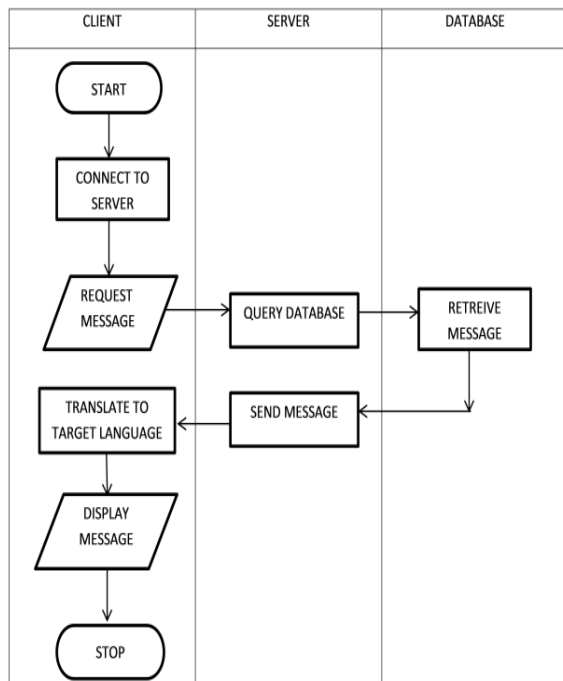 CLIENT
SERVER
DATABASE
START
CONNECT TO
SERVER
REQUEST
MESSAGE
QUERY DATABASE
RETREIVE
MESSAGE
SEND MESSAGE
TRANSLATE TO
TARGET LANGUAGE
DISPLAY
MESSAGE
STOP